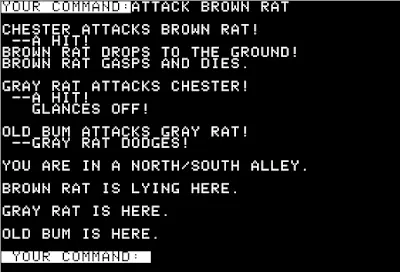 YOUR COMMAND:ATTACK BROWN RAT
CHESTER ATTACKS BROWN RAT!
--A HIT!
BROWN RAT DROPS TO THE GROUND!
BROWN RAT GASPS AND DIES.
GRAY RAT ATTACKS CHESTER!
--A HIT!
GLANCES OFF!
OLD BUM ATTACKS GRAY RAT!
--GRAY RAT DODGES!
YOU ARE IN A NORTH/SOUTH ALLEY.
BROWN RAT IS LYING HERE.
GRAY RAT IS HERE.
OLD BUM IS HERE.
YOUR COMMAND: